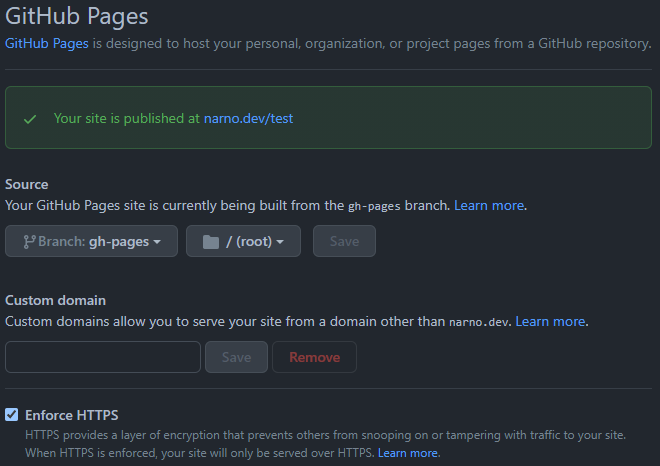 GitHub Pages
GitHub Pages is designed to host your personal, organization, or project pages from a GitHub repository.
Your site is published at narno.dev/test
Source
Your GitHub Pages site is currently being built from the gh-pages branch. Learn more.
Branch: gh-pages / (root) Save
Custom domain
Custom domains allow you to serve your site from a domain other than narno.dev. Learn more.
Save Remove
Enforce HTTPS
HTTPS provides a layer of encryption that prevents others from snooping on or tampering with traffic to your site.
When HTTPS is enforced, your site will only be served over HTTPS. Learn more.